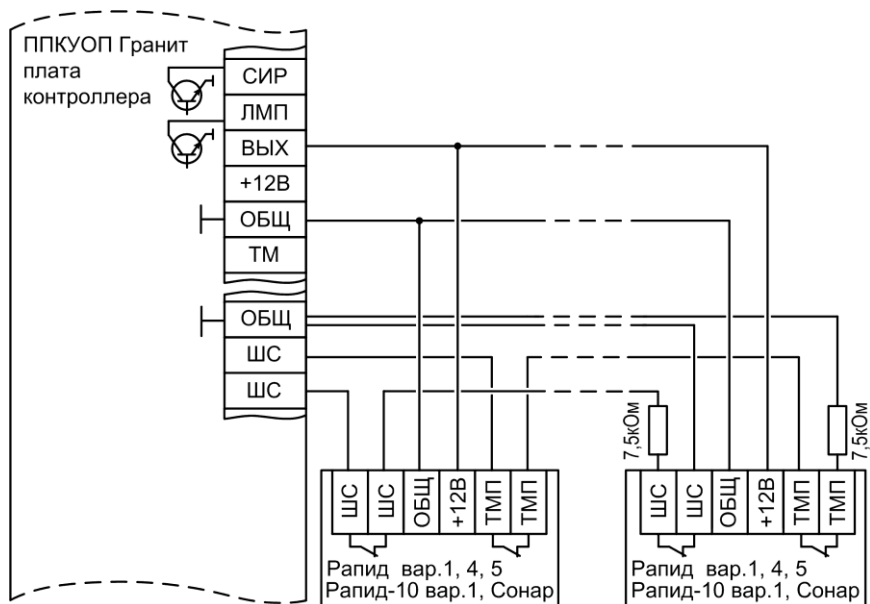 ППКУОП Гранит
плата
контроллера
СИР
ЛМП
ВЫХ
+12В
ОБЩ
ТМ
ОБЩ
ШС
ШС
7,5кОм
7,5кОм
ШС
ШС
ОБЩ
+12В
ТМП
ТМП
ШС
ШС
ОБЩ
+12В
ТМП
ТМП
Рапид вар.1, 4, 5
Рапид-10 вар.1, Сонар
Рапид вар.1, 4, 5
Рапид-10 вар.1, Сонар